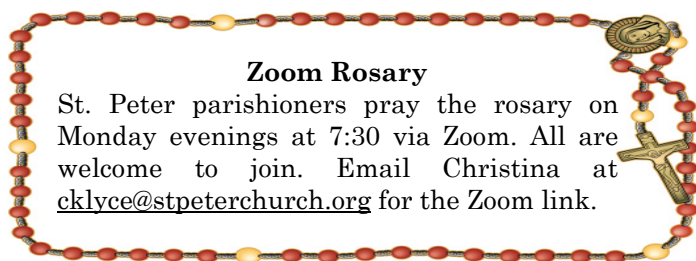 Zoom Rosary
St. Peter parishioners pray the rosary on
Monday evenings at 7:30 via Zoom. All are
welcome to join. Email Christina at
cklyce@stpeterchurch.org for the Zoom link.